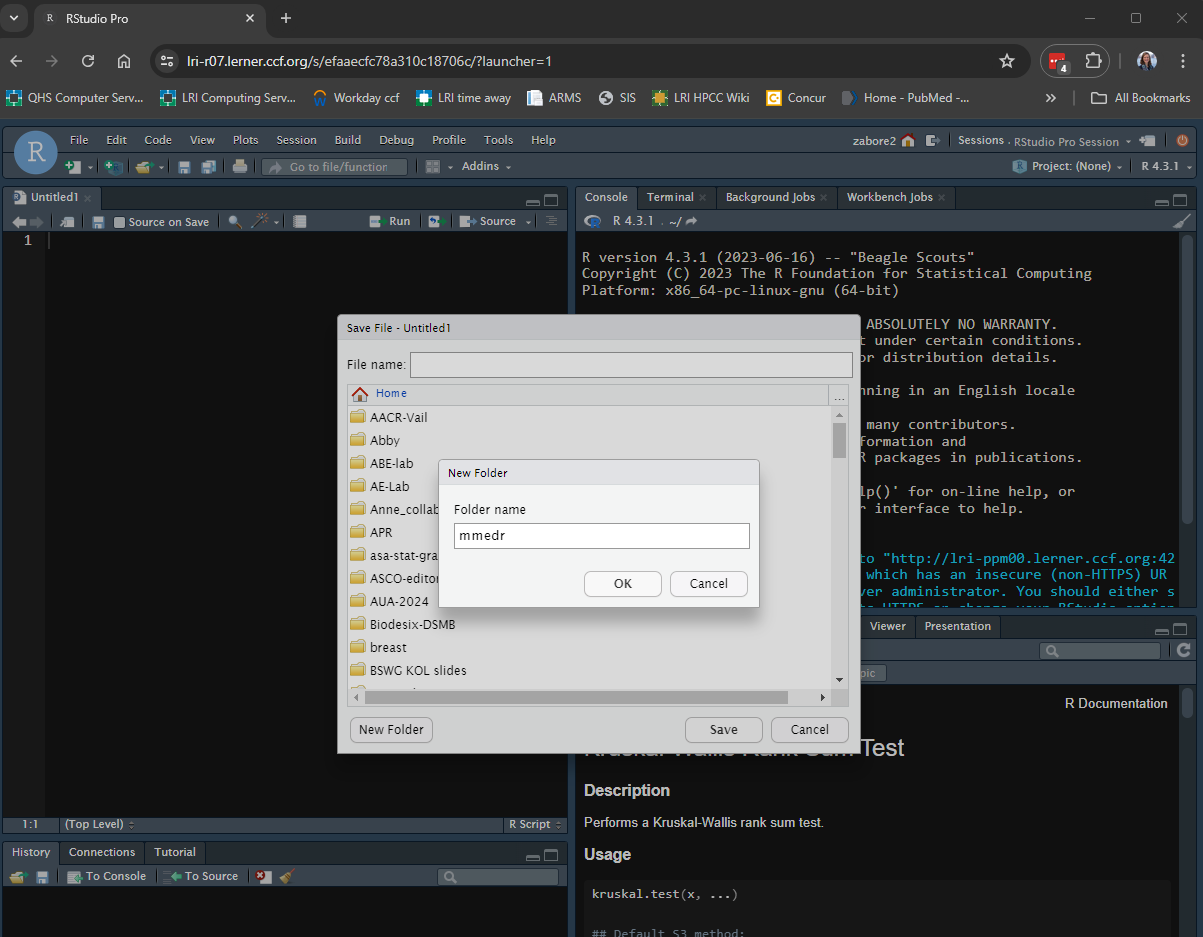 R RStudio Pro
lri-r07.lerner.ccf.org/s/efaaecfc78a310c18706c/?launcher=1
4
QHS Computer Serv... LRI Computing Serv... Workday ccf LRI time away ARMS SIS LRI HPCC Wiki Concur Home - PubMed -... » All Bookmarks
R File Edit Code View Plots Session Build Debug Profile Tools Help zabore2 Sessions RStudio Pro Session
Go to file/function Addins Project: (None) R 4.3.1
Untitled1
Source on Save Run Source
1
Console Terminal Background Jobs Workbench Jobs
R 4.3.1 . ~/
R version 4.3.1 (2023-06-16) -- "Beagle Scouts"
Copyright (C) 2023 The R Foundation for Statistical Computing
Platform: x86_64-pc-linux-gnu (64-bit)
ABSOLUTELY NO WARRANTY.
under certain conditions.
or distribution details.
nning in an English locale
many contributors.
formation and
R packages in publications.
lp()' for on-line help, or
interface to help.
to "http://lri-ppm00.lerner.ccf.org:42
which has an insecure (non-HTTPS) UR
ver administrator. You should either s
Save File - Untitled1
File name:
Home
...
AACR-Vail
Abby
ABE-lab
AE-Lab
Anne_collab
APR
asa-stat-gra
ASCO-editor
AUA-2024
Biodesix-DSMB
breast
BSWG KOL slides
New Folder Save Cancel
New Folder
Folder name
mmedr
OK Cancel
1:1 (Top Level) R Script
History Connections Tutorial
To Console To Source
Viewer Presentation
pic
R Documentation
Kruskal-Wallis Rank Sum Test
Description
Performs a Kruskal-Wallis rank sum test.
Usage
kruskal.test(x, ...)
## Default S3 method: